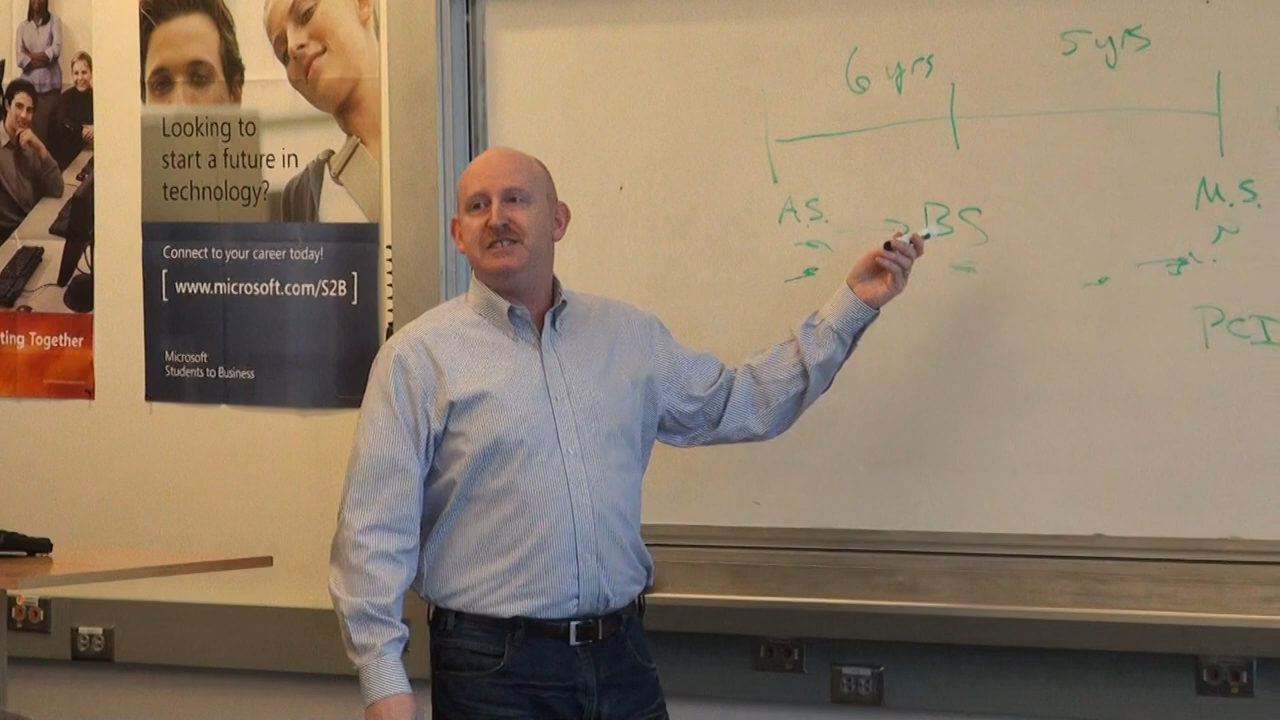 ting Together
Looking to
start a future in
technology?
Connect to your career today!
[ www.microsoft.com/S2B ]
Microsoft
Students to Business
6 yrs
5 yrs
A.S. → BS
M.S.
PCI